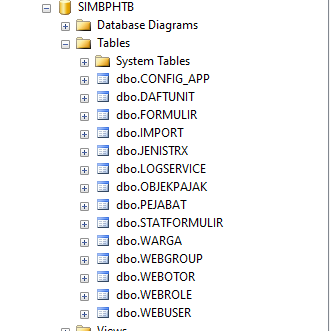 SIMBPHTB
Database Diagrams
Tables
System Tables
dbo.CONFIG_APP
dbo.DAFTUNIT
dbo.FORMULIR
dbo.IMPORT
dbo.JENISTRX
dbo.LOGSERVICE
dbo.OBJEKPAJAK
dbo.PEJABAT
dbo.STATFORMULIR
dbo.WARGA
dbo.WEBGROUP
dbo.WEBOTOR
dbo.WEBROLE
dbo.WEBUSER
Views